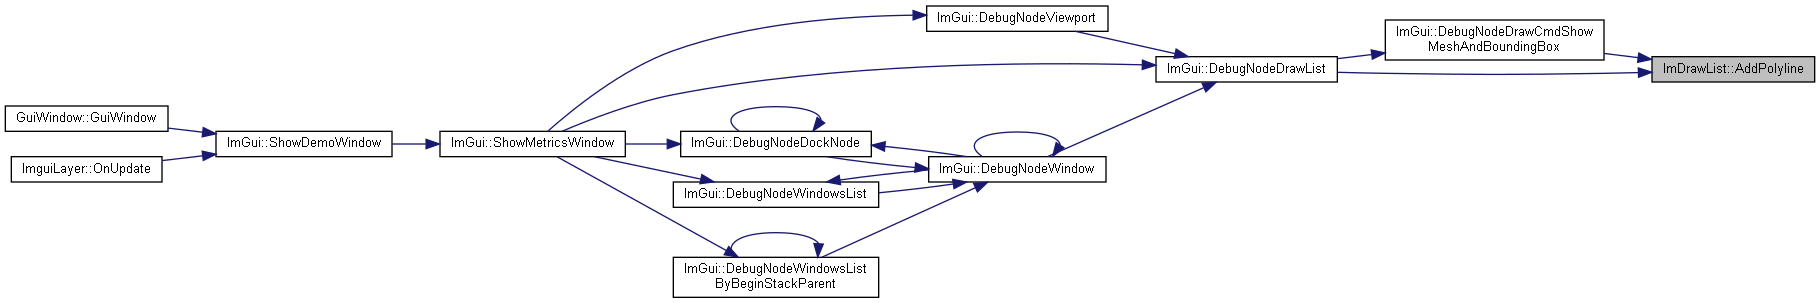 ImGui::DebugNodeViewport
ImGui::DebugNodeDrawCmdShow
MeshAndBoundingBox
ImGui::DebugNodeDrawList
ImDrawList::AddPolyline
GuiWindow::GuiWindow
ImGui::ShowDemoWindow
ImGui::ShowMetricsWindow
ImGui::DebugNodeDockNode
ImguiLayer::OnUpdate
ImGui::DebugNodeWindow
ImGui::DebugNodeWindowsList
ImGui::DebugNodeWindowsList
ByBeginStackParent